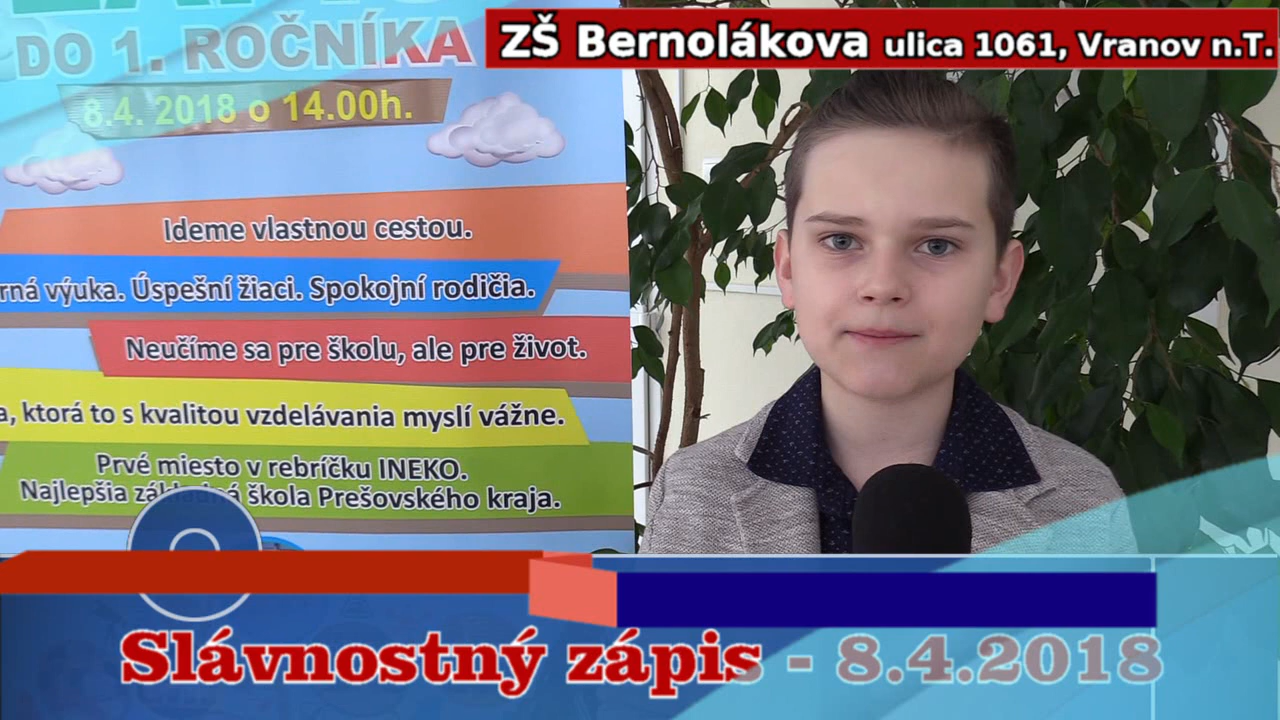 DO 1. ROČNÍKA
8.4. 2018 o 14.00h.
Ideme vlastnou cestou.
výuka. Úspešní žiaci. Spokojní rodičia.
Neučíme sa pre školu, ale pre život.
ktorá to s kvalitou vzdelávania myslí vážne.
Prvé miesto v rebríčku INEKO.
Najlepšia základná škola Prešovského kraja.
ZŠ Bernolákova ulica 1061, Vranov n.T.
Slávnostný zápis - 8.4.2018